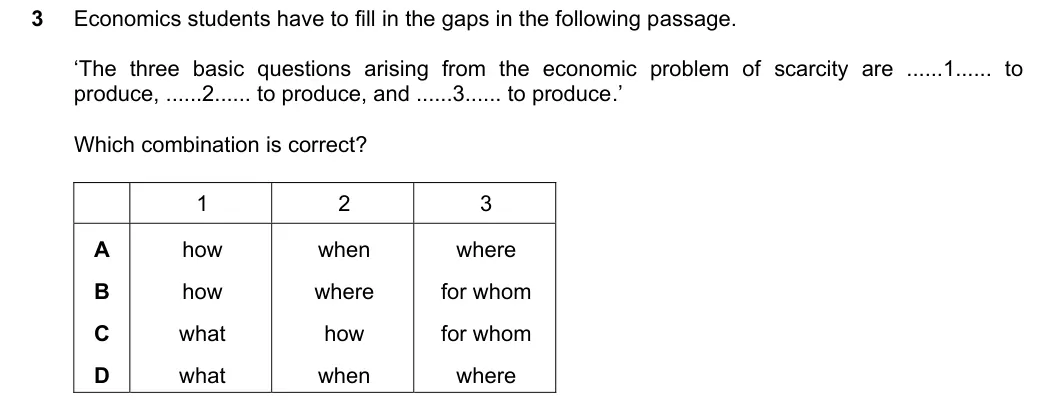 3 Economics students have to fill in the gaps in the following passage.
‘The three basic questions arising from the economic problem of scarcity are ......1...... to
produce, ......2...... to produce, and ......3...... to produce.’
Which combination is correct?
1 2 3
A how when where
B how where for whom
C what how for whom
D what when where